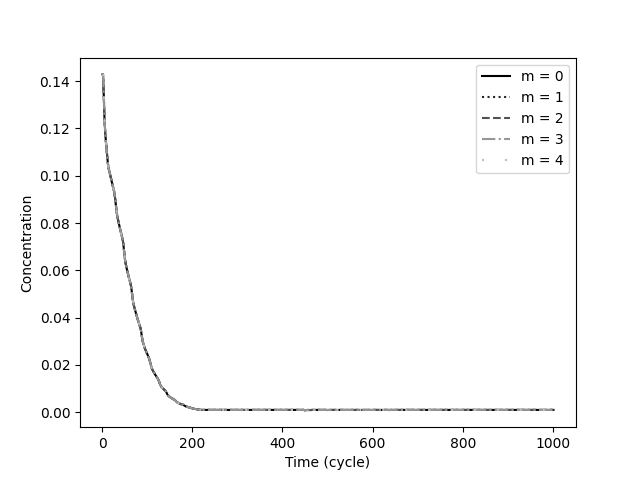 0.14
0.12
0.10
0.08
0.06
0.04
0.02
0.00
Concentration
0 200 400 600 800 1000
Time (cycle)
m = 0
m = 1
m = 2
m = 3
m = 4